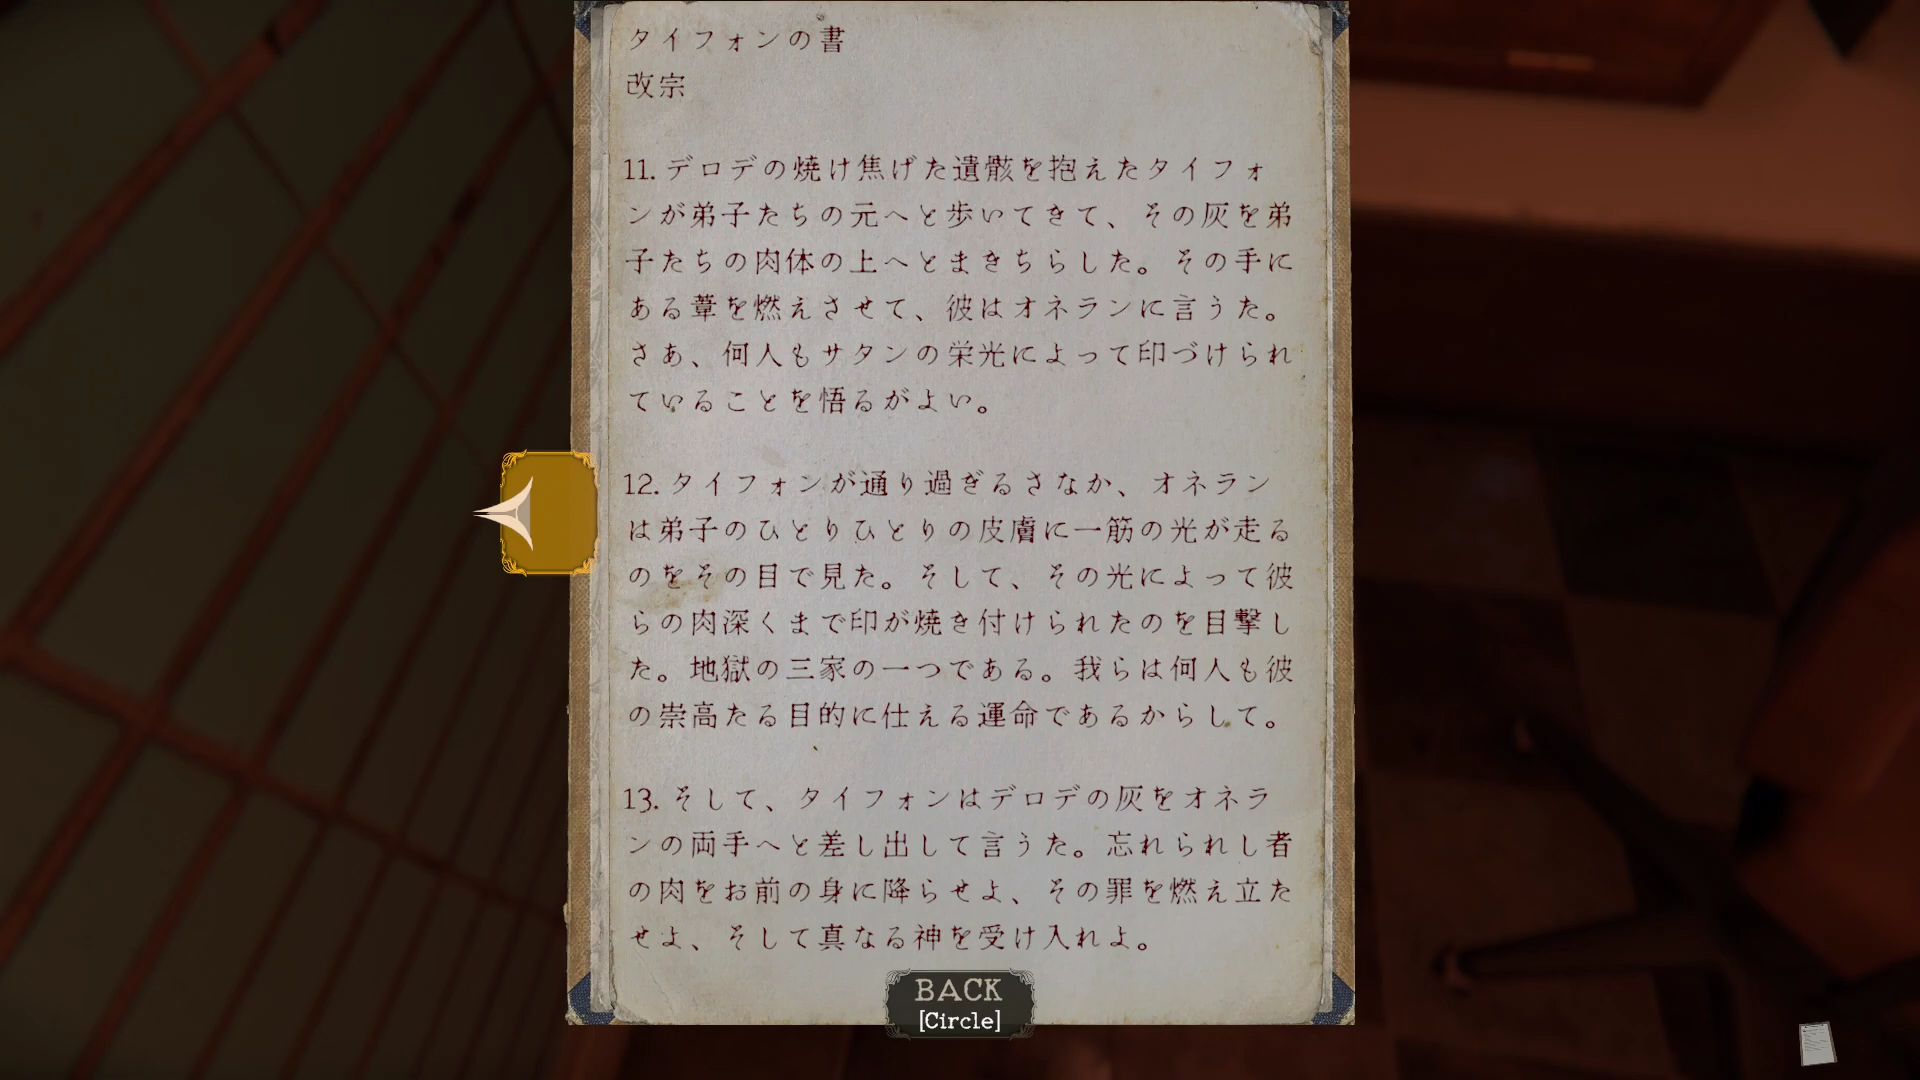 タイフォンの書
改宗
11. デロデの焼け焦げた遺骸を抱えたタイフォ
ンが弟子たちの元へと歩いてきて、その灰を弟
子たちの肉体の上へとまきちらした。その手に
ある葦を燃えさせて、彼はオネランに言うた。
さあ、何人もサタンの栄光によって印づけられ
ていることを悟るがよい。
12. タイフォンが通り過ぎるさなか、オネラン
は弟子のひとりひとりの皮膚に一筋の光が走る
のをその目で見た。そして、その光によって彼
らの肉深くまで印が焼き付けられたのを目撃し
た。地獄の三家の一つである。我らは何人も彼
の崇高たる目的に仕える運命であるからして。
13. そして、タイフォンはデロデの灰をオネラ
ンの両手へと差し出して言うた。忘れられし者
の肉をお前の身に降らせよ、その罪を燃え立た
せよ、そして真なる神を受け入れよ。
BACK
[Circle]